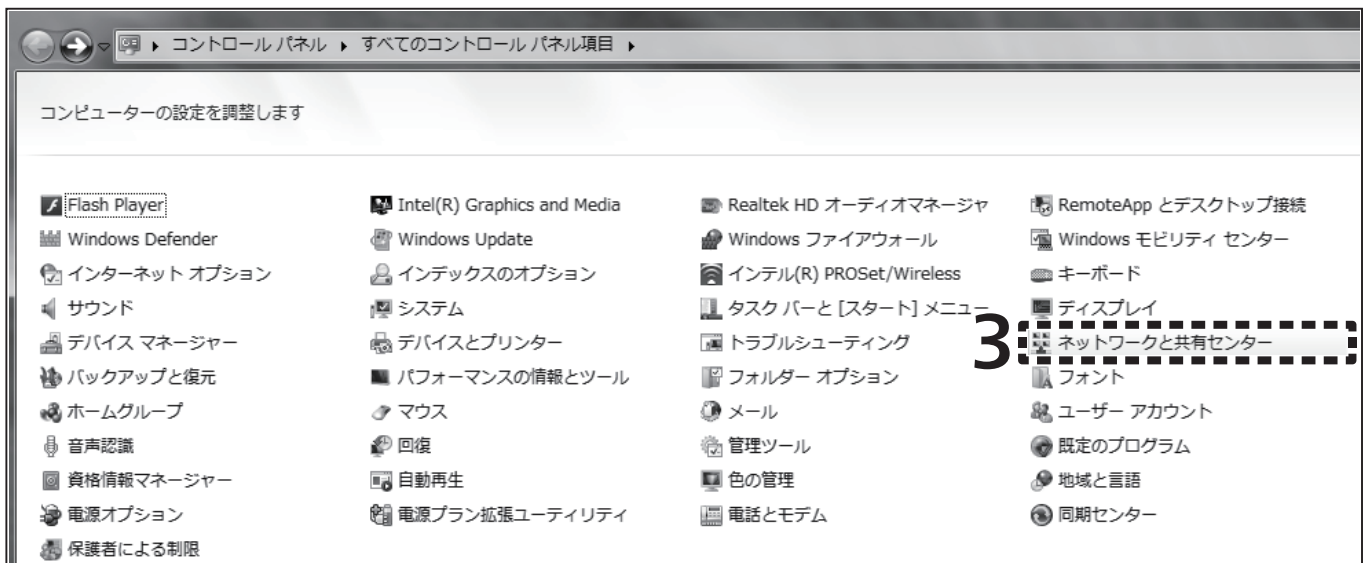 コントロール パネル ▸ すべてのコントロール パネル項目 ▸
コンピューターの設定を調整します
Flash Player Intel(R) Graphics and Media Realtek HD オーディオマネージャ RemoteApp とデスクトップ接続
Windows Defender Windows Update Windows ファイアウォール Windows モビリティ センター
インターネット オプション インデックスのオプション インテル(R) PROSet/Wireless キーボード
サウンド システム タスク バーと [スタート] メニュー ディスプレイ
デバイス マネージャー デバイスとプリンター トラブルシューティング 3 ネットワークと共有センター
バックアップと復元 パフォーマンスの情報とツール フォルダー オプション フォント
ホームグループ マウス メール ユーザー アカウント
音声認識 回復 管理ツール 既定のプログラム
資格情報マネージャー 自動再生 色の管理 地域と言語
電源オプション 電源プラン拡張ユーティリティ 電話とモデム 同期センター
保護者による制限